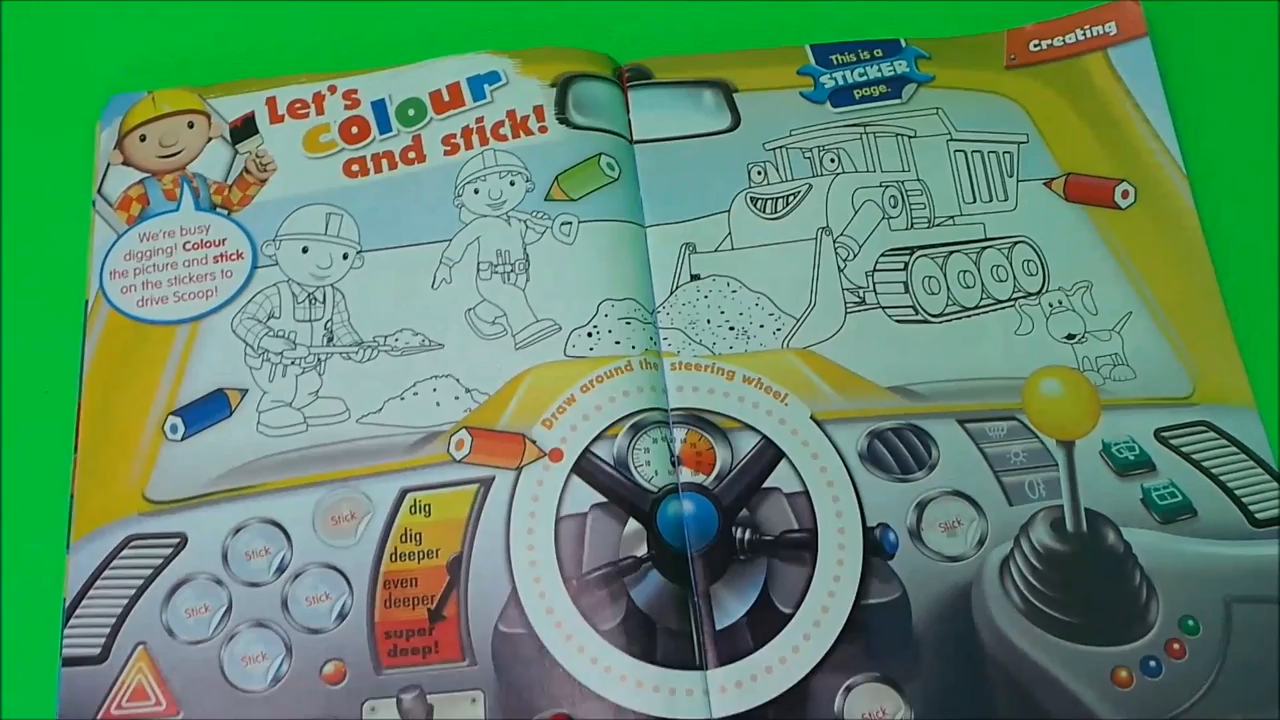 Let's
colour
and stick!
We're busy
digging! Colour
the picture and stick
on the stickers to
drive Scoop!
This is a
STICKER
page.
Creating
Draw around the steering wheel.
dig
dig
deeper
even
deeper
super
deep!
Stick
Stick
Stick
Stick
Stick
Stick
Stick